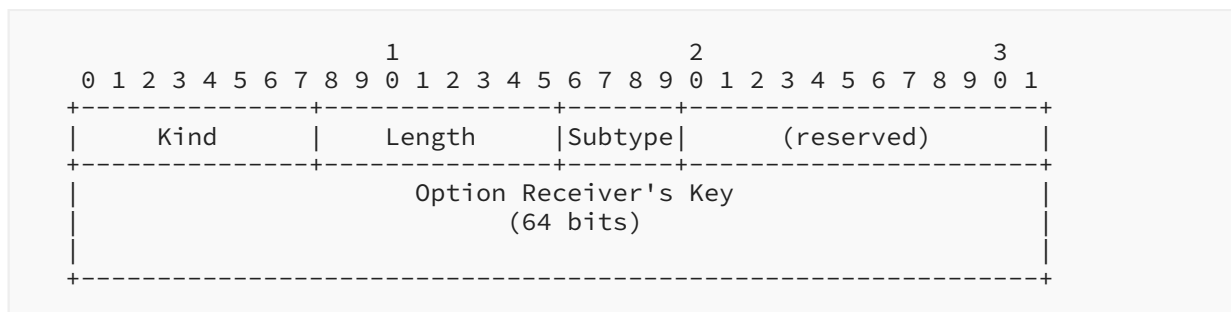 1                   2                   3
 0 1 2 3 4 5 6 7 8 9 0 1 2 3 4 5 6 7 8 9 0 1 2 3 4 5 6 7 8 9 0 1
+---------------+---------------+-------+-----------------------+
|     Kind      |    Length     |Subtype|      (reserved)       |
+---------------+---------------+-------+-----------------------+
|                      Option Receiver's Key                    |
|                            (64 bits)                          |
|                                                               |
+---------------------------------------------------------------+